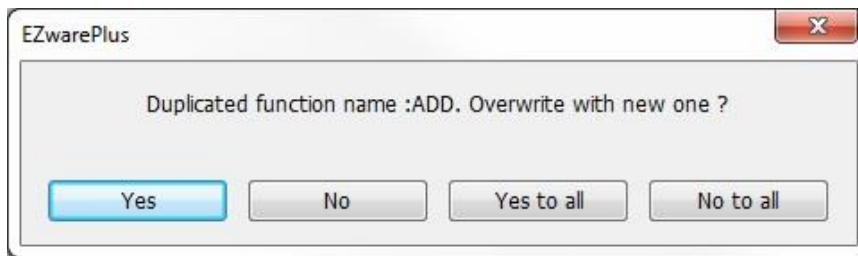 EZwarePlus
Duplicated function name :ADD. Overwrite with new one ?
Yes No Yes to all No to all